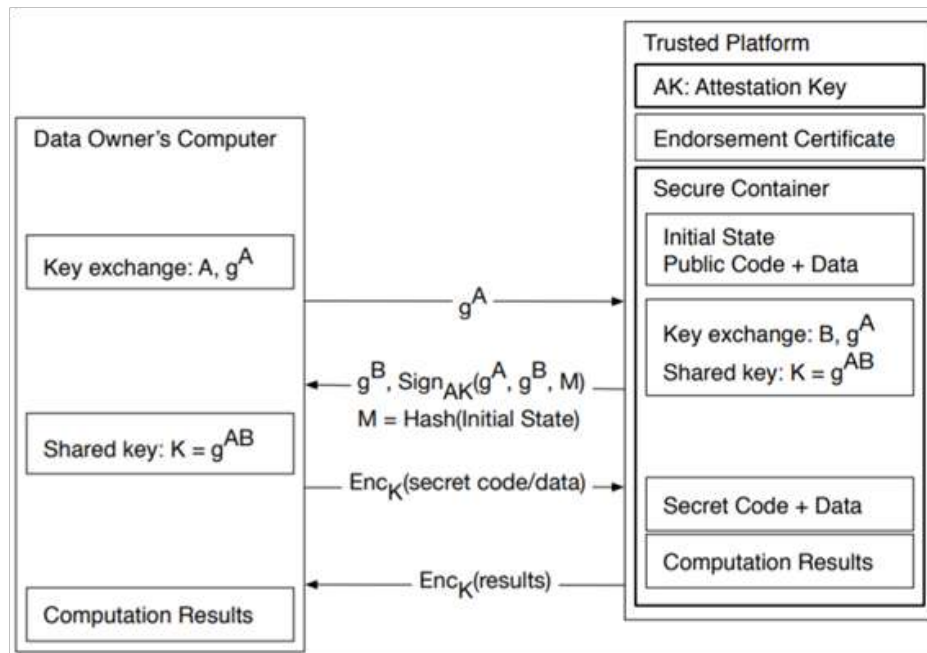 Trusted Platform
AK: Attestation Key
Data Owner's Computer
Endorsement Certificate
Secure Container
Initial State
Public Code + Data
Key exchange: A, g^A
g^A
Key exchange: B, g^A
Shared key: K = g^AB
g^B, Sign_AK(g^A, g^B, M)
M = Hash(Initial State)
Shared key: K = g^AB
Enc_K(secret code/data)
Secret Code + Data
Computation Results
Enc_K(results)
Computation Results